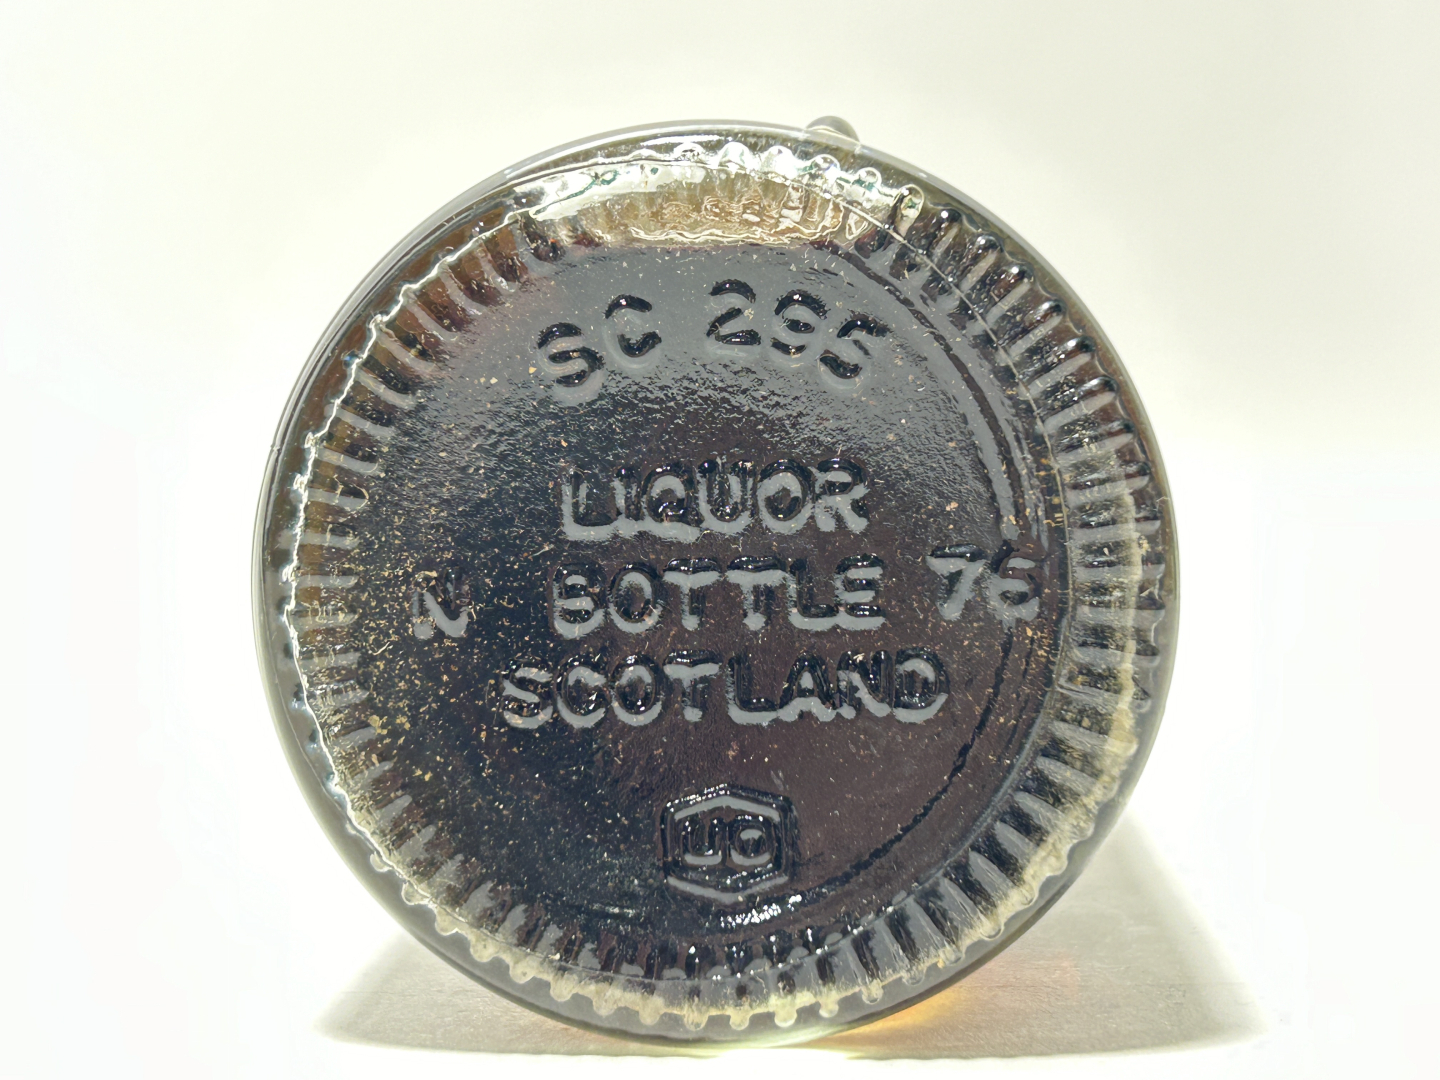 SC 295
LIQUOR
N BOTTLE 76
SCOTLAND
UG